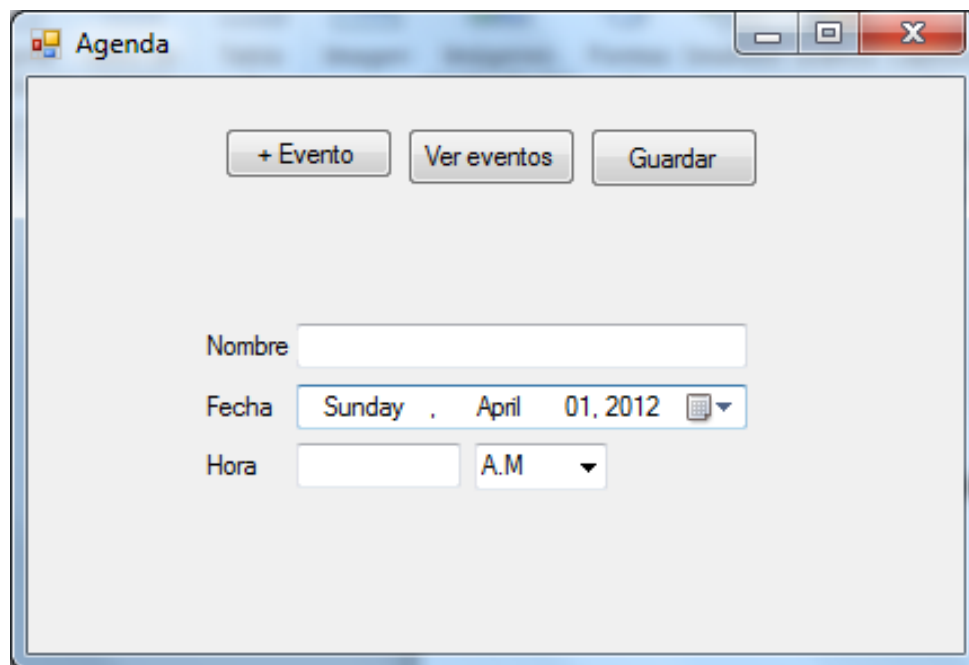 Agenda
+ Evento Ver eventos Guardar
Nombre
Fecha Sunday , April 01, 2012
Hora A.M